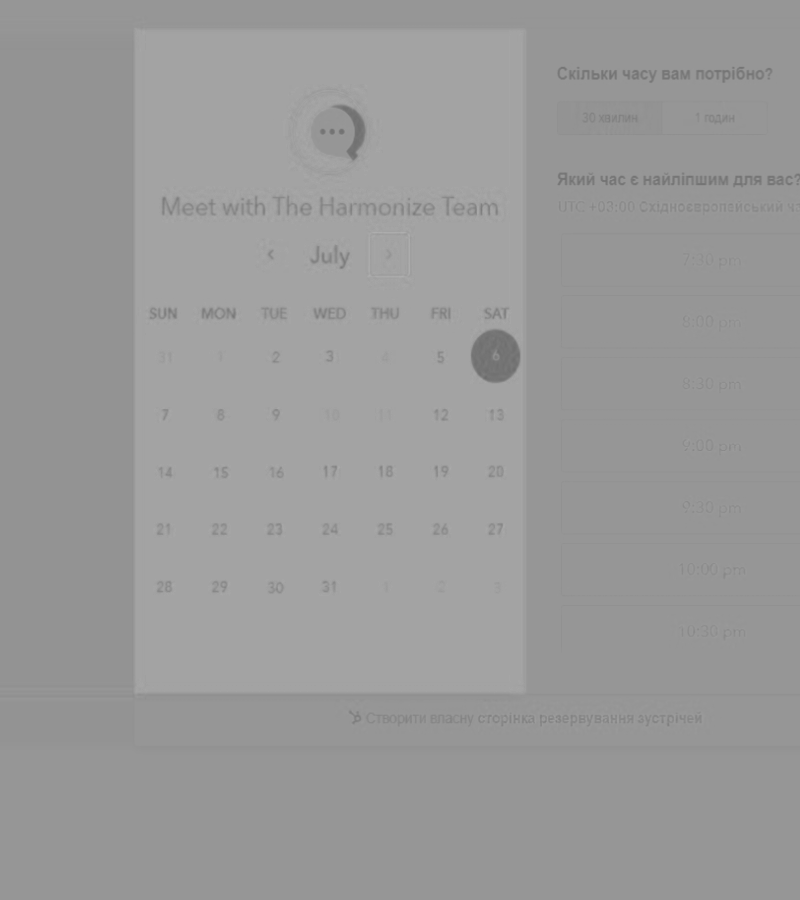 Meet with The Harmonize Team
July
SUN MON TUE WED THU FRI SAT
31 1 2 3 4 5 6
7 8 9 10 11 12 13
14 15 16 17 18 19 20
21 22 23 24 25 26 27
28 29 30 31 1 2 3
Скільки часу вам потрібно?
30 хвилин 1 годин
Який час є найліпшим для вас?
UTC +03:00 Східноєвропейський
7:30 pm
8:00 pm
8:30 pm
9:00 pm
9:30 pm
10:00 pm
10:30 pm
Створити власну сторінка резервування зустрічей